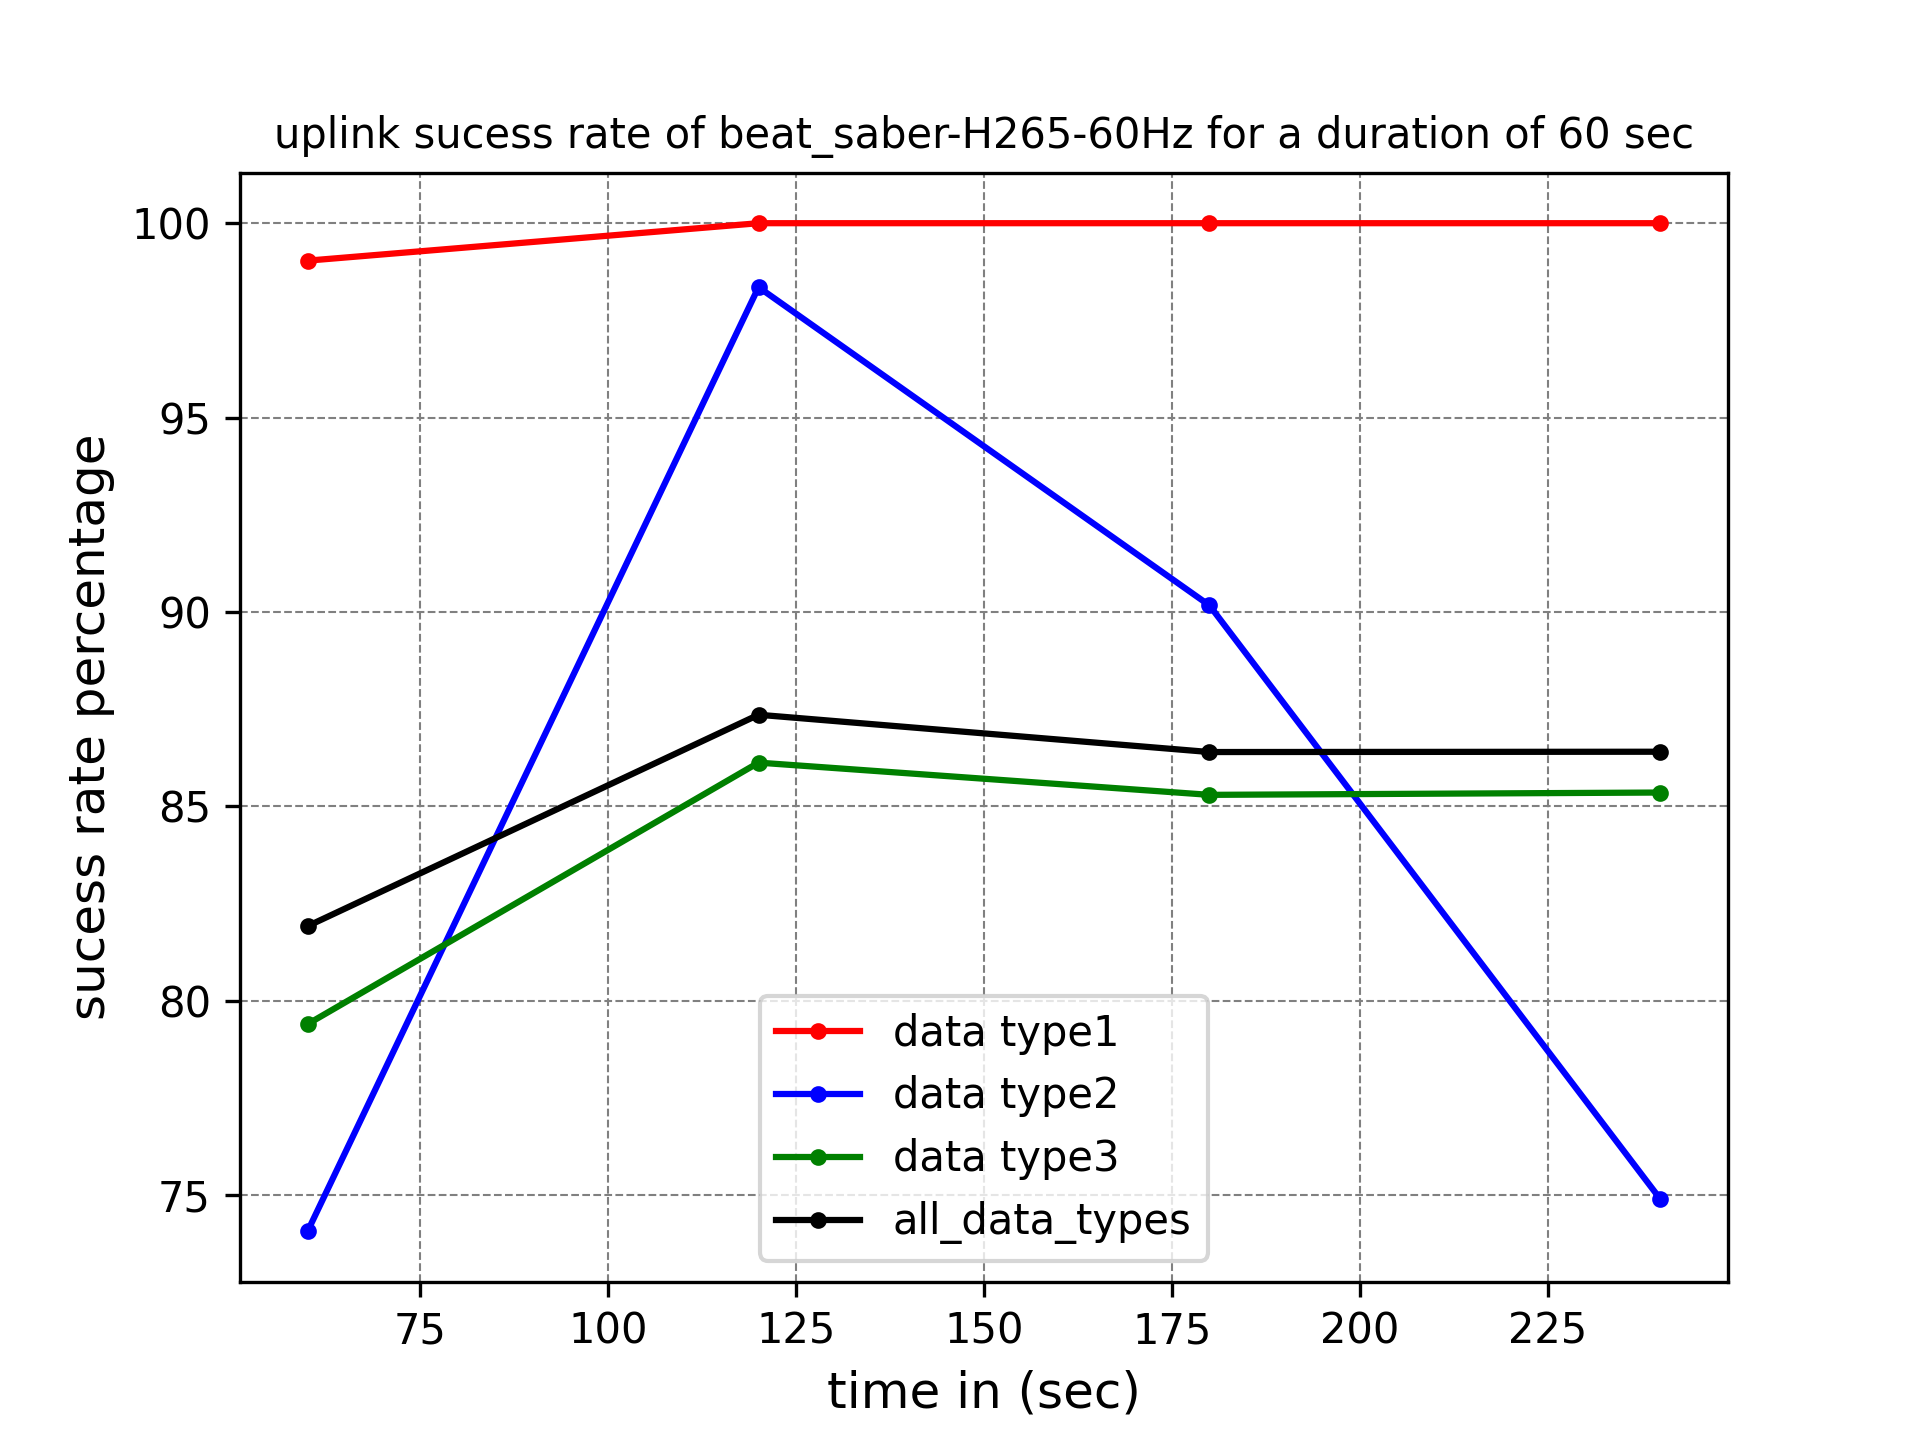 uplink sucess rate of beat_saber-H265-60Hz for a duration of 60 sec
100
95
90
85
80
75
sucess rate percentage
data type1
data type2
data type3
all_data_types
75 100 125 150 175 200 225
time in (sec)